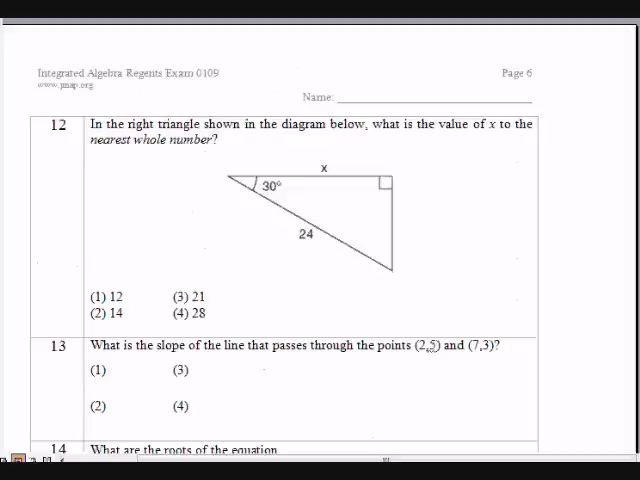 Integrated Algebra Regents Exam 0109
Page 6
www.jmap.org
Name:
12
In the right triangle shown in the diagram below, what is the value of x to the
nearest whole number?
x
30°
24
(1) 12
(3) 21
(2) 14
(4) 28
13
What is the slope of the line that passes through the points (2,5) and (7,3)?
(1)
(3)
(2)
(4)
14
What are the roots of the equation